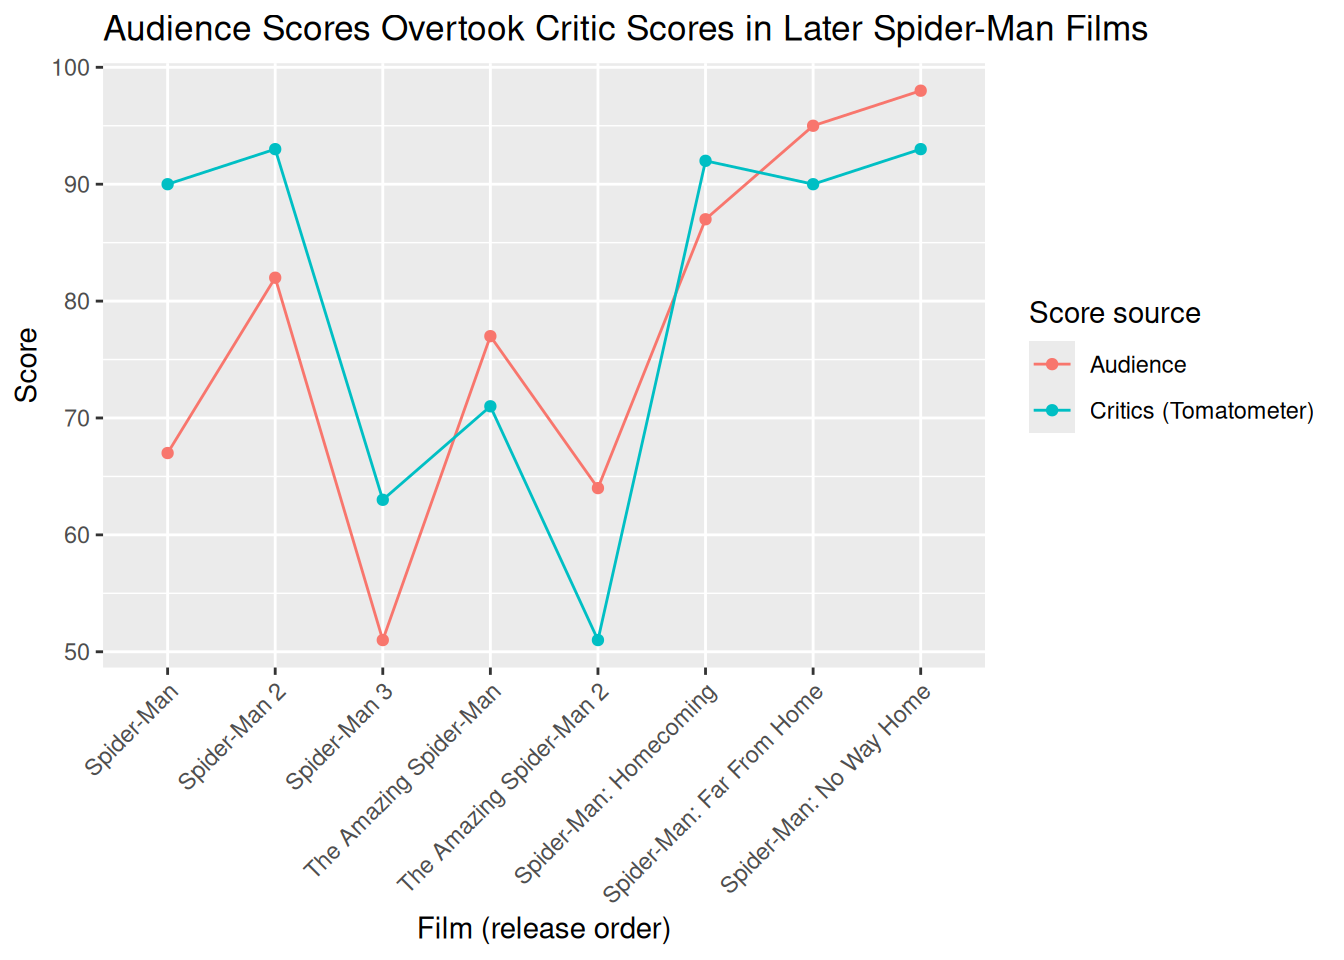 Audience Scores Overtook Critic Scores in Later Spider-Man Films
100
90
80
70
60
50
Score
Spider-Man
Spider-Man 2
Spider-Man 3
The Amazing Spider-Man
The Amazing Spider-Man 2
Spider-Man: Homecoming
Spider-Man: Far From Home
Spider-Man: No Way Home
Film (release order)
Score source
Audience
Critics (Tomatometer)